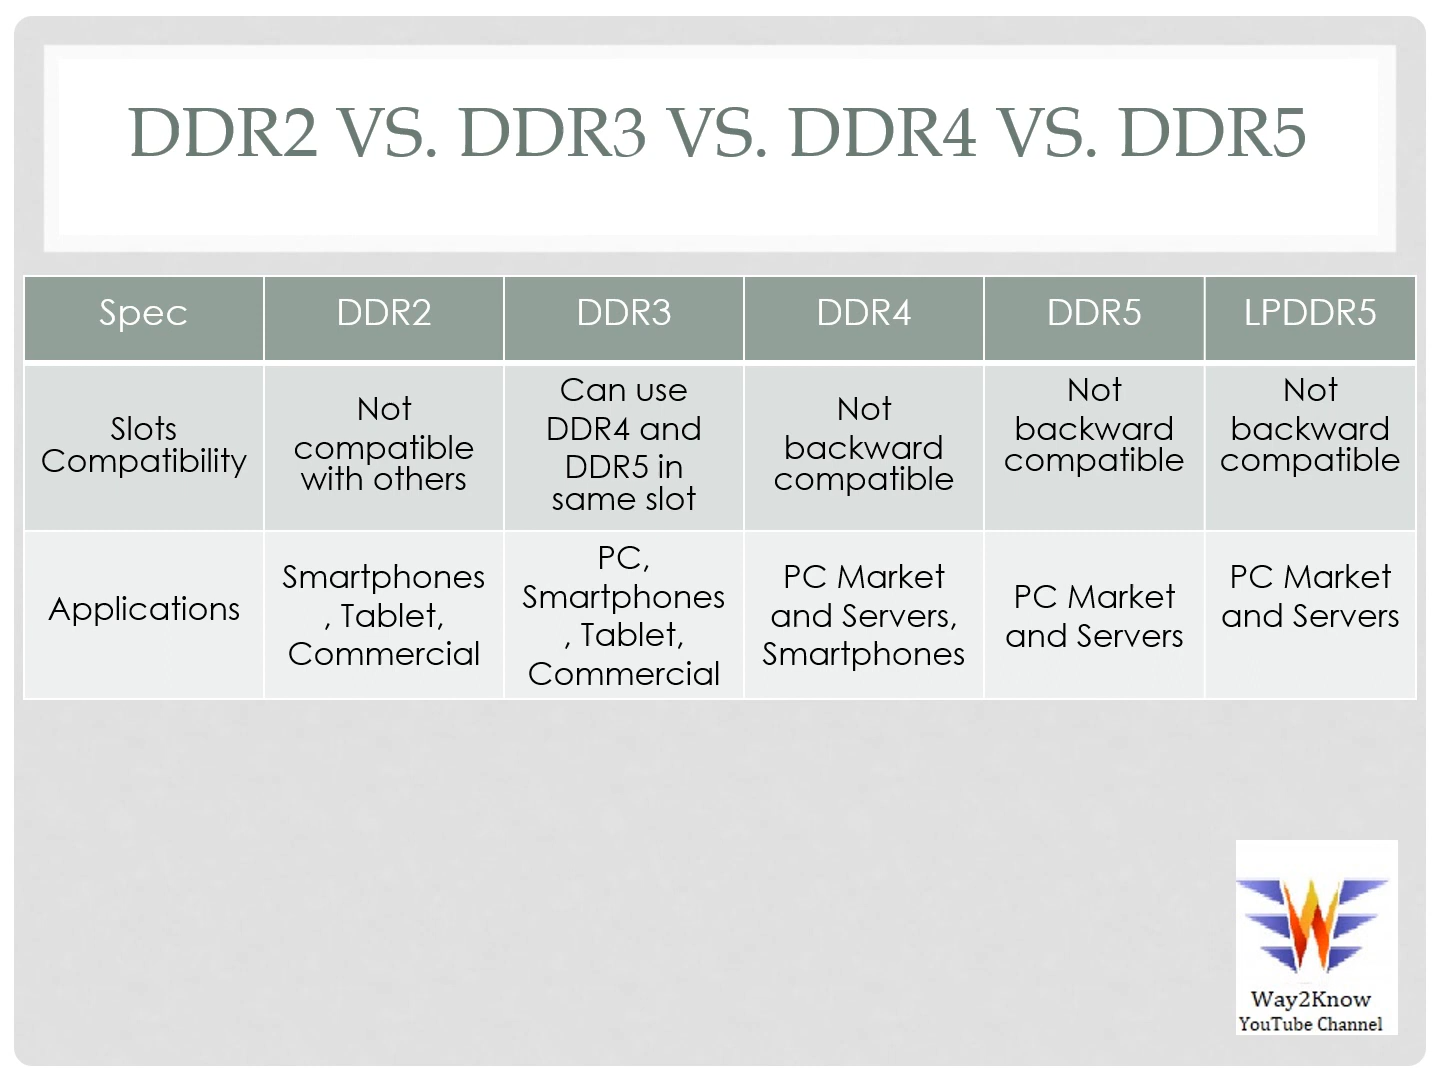 DDR2 VS. DDR3 VS. DDR4 VS. DDR5
Spec
DDR2
DDR3
DDR4
DDR5
LPDDR5
Slots
Compatibility
Not
compatible
with others
Can use
DDR4 and
DDR5 in
same slot
Not
backward
compatible
Not
backward
compatible
Not
backward
compatible
Applications
Smartphones
, Tablet,
Commercial
PC,
Smartphones
, Tablet,
Commercial
PC Market
and Servers,
Smartphones
PC Market
and Servers
PC Market
and Servers
Way2Know
YouTube Channel